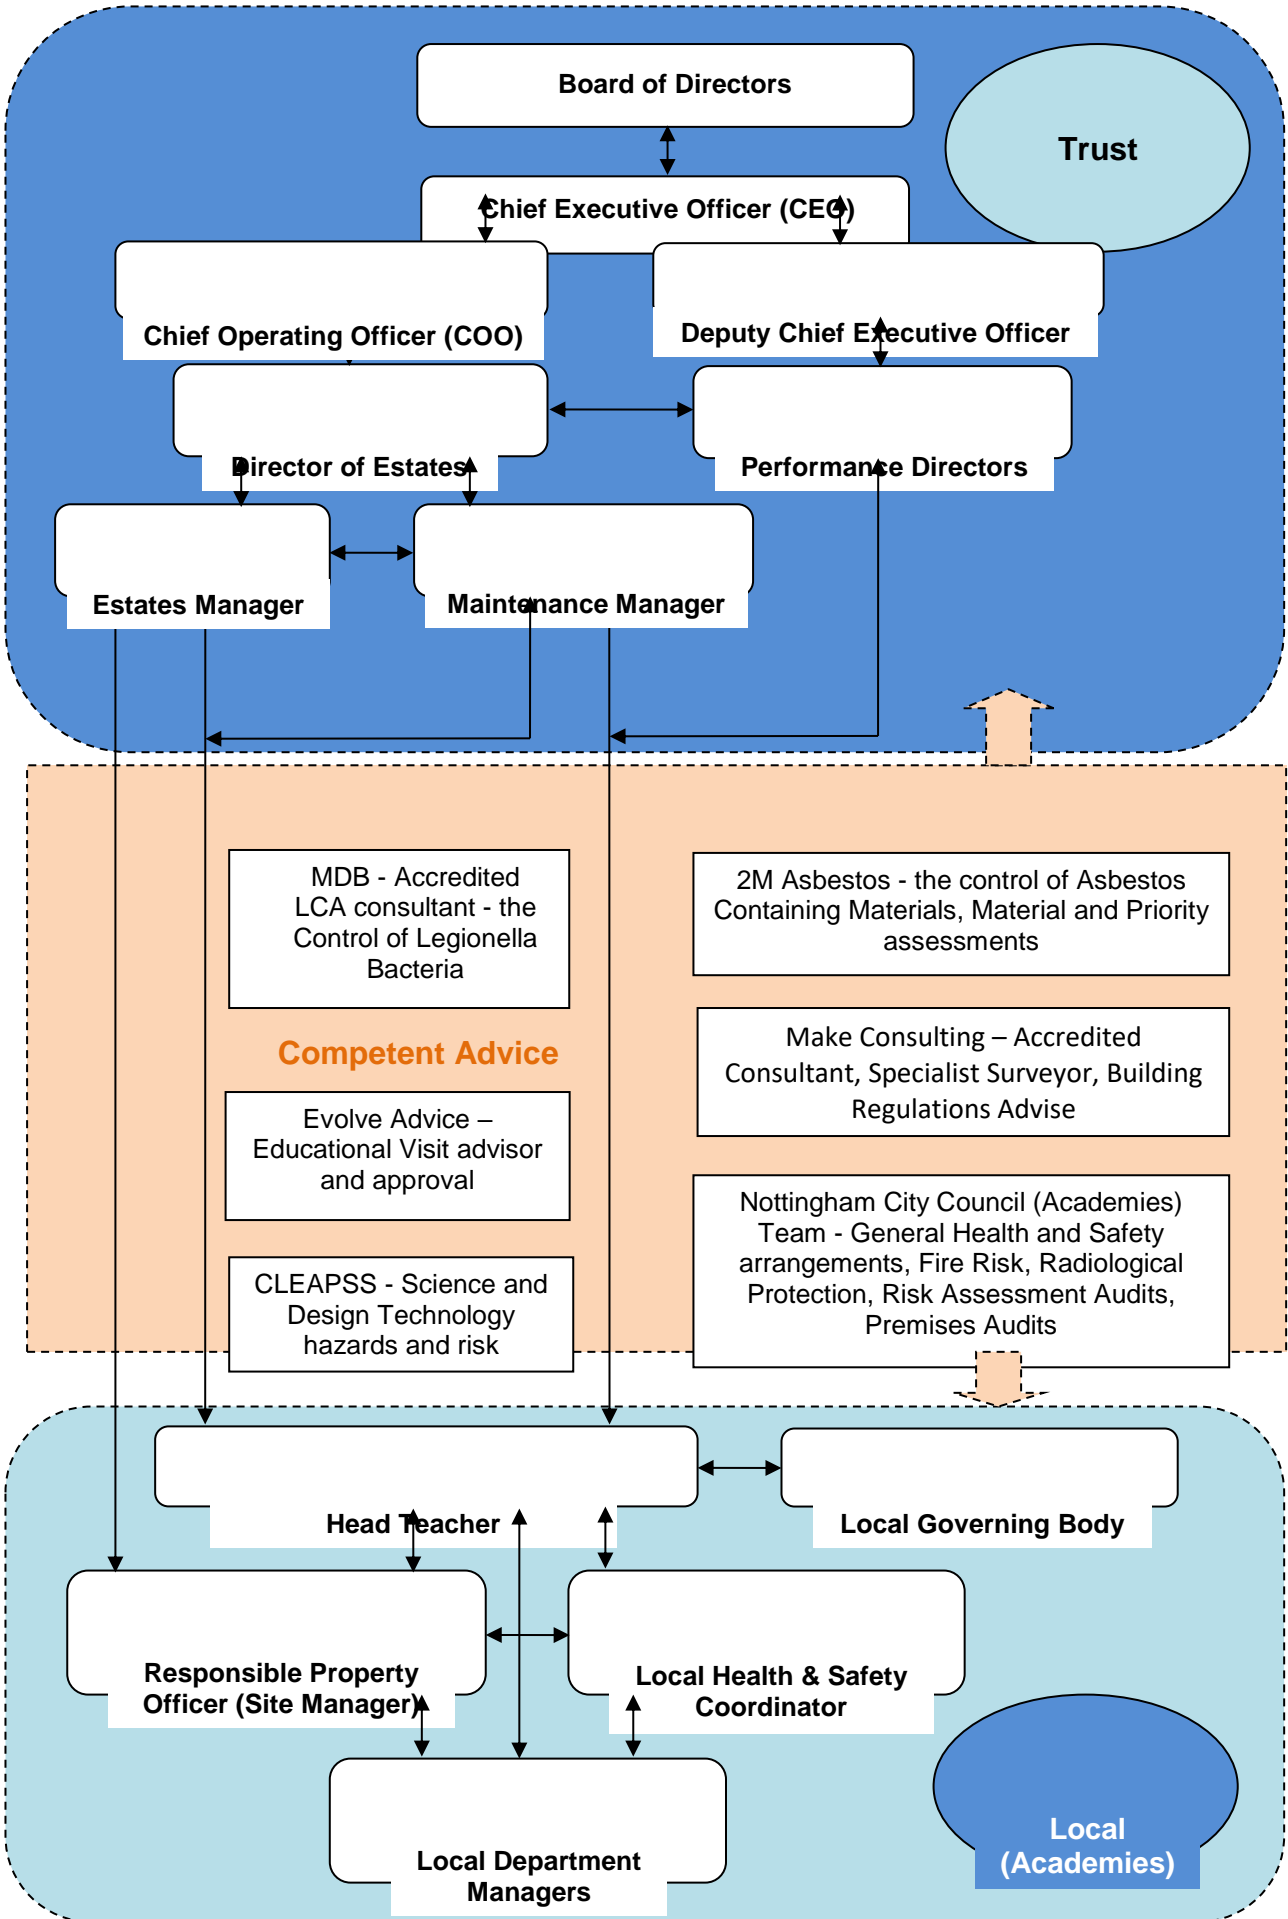 Board of Directors
Trust
Chief Executive Officer (CEO)
Chief Operating Officer (COO)
Deputy Chief Executive Officer
Director of Estates
Performance Directors
Estates Manager
Maintenance Manager
MDB - Accredited
LCA consultant - the
Control of Legionella
Bacteria
2M Asbestos - the control of Asbestos
Containing Materials, Material and Priority
assessments
Competent Advice
Make Consulting – Accredited
Consultant, Specialist Surveyor, Building
Regulations Advise
Evolve Advice –
Educational Visit advisor
and approval
Nottingham City Council (Academies)
Team - General Health and Safety
arrangements, Fire Risk, Radiological
Protection, Risk Assessment Audits,
Premises Audits
CLEAPSS - Science and
Design Technology
hazards and risk
Head Teacher
Local Governing Body
Responsible Property
Officer (Site Manager)
Local Health & Safety
Coordinator
Local Department
Managers
Local
(Academies)